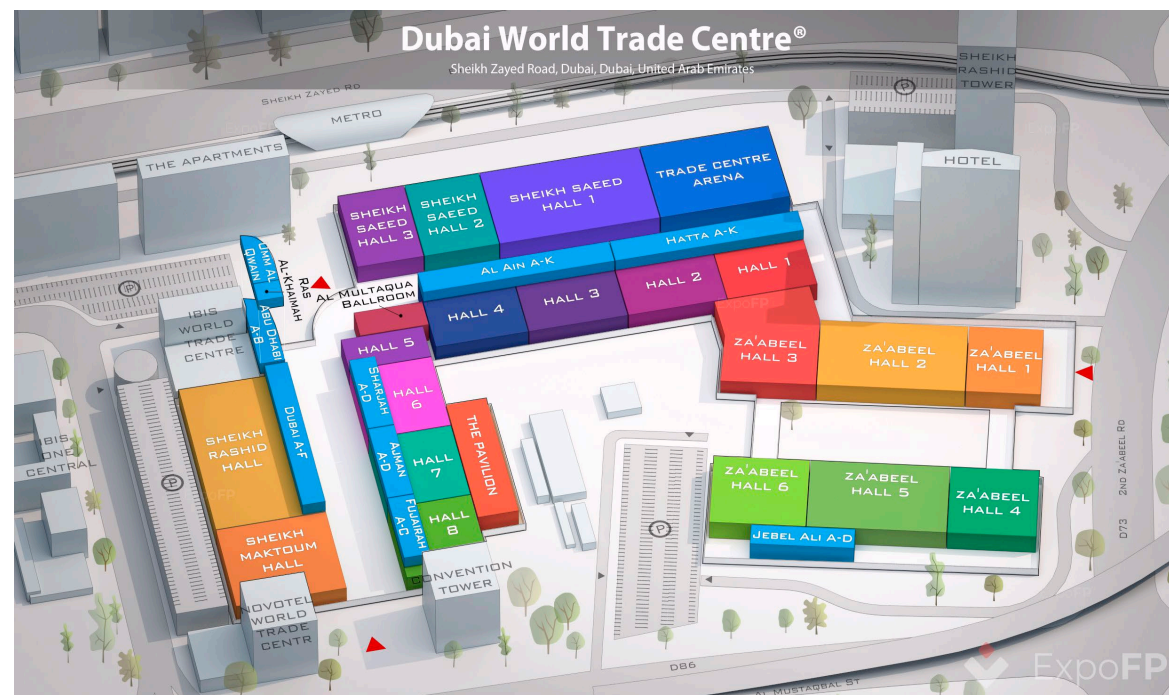 Dubai World Trade Centre®
Sheikh Zayed Road, Dubai, Dubai, United Arab Emirates
SHEIKH
RASHID
TOWER
SHEIKH ZAYED RD
METRO
THE APARTMENTS
HOTEL
TRADE CENTRE
ARENA
SHEIKH SAEED
HALL 1
SHEIKH
SAEED
HALL 2
SHEIKH
SAEED
HALL 3
HATTA A-K
AL AIN A-K
UMM AL
QWAIN
RAS
AL-KHAIMAH
AL MULTAQUA
BALLROOM
HALL 1
HALL 2
HALL 3
HALL 4
HALL 5
P
P
IBIS
WORLD
TRADE
CENTRE
ABU DHABI
A-B
ZA'ABEEL
HALL 3
ZA'ABEEL
HALL 2
ZA'ABEEL
HALL 1
SHARJAH
A-D
HALL
6
DUBAI A-F
THE PAVILION
SHEIKH
RASHID
HALL
AJMAN
A-D
HALL
7
IBIS
ONE
CENTRAL
P
P
FUJAIRAH
A-C
HALL
8
ZA'ABEEL
HALL 6
ZA'ABEEL
HALL 5
ZA'ABEEL
HALL 4
JEBEL ALI A-D
2ND ZA'ABEEL RD
D73
SHEIKH
MAKTOUM
HALL
CONVENTION
TOWER
NOVOTEL
WORLD
TRADE
CENTR
D86
AL MUSTAQBAL ST
ExpoFP